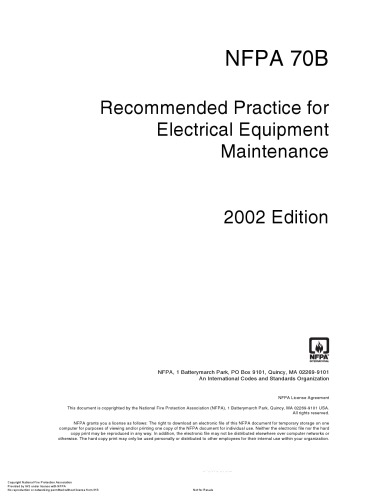 NFPA 70B
Recommended Practice for
Electrical Equipment
Maintenance
2002 Edition
NFPA
INTERNATIONAL
NFPA, 1 Batterymarch Park, PO Box 9101, Quincy, MA 02269-9101
An International Codes and Standards Organization
NFPA License Agreement
This document is copyrighted by the National Fire Protection Association (NFPA), 1 Batterymarch Park, Quincy, MA 02269-9101 USA.
All rights reserved.
NFPA grants you a license as follows: The right to download an electronic file of this NFPA document for temporary storage on one
computer for purposes of viewing and/or printing one copy of the NFPA document for individual use. Neither the electronic file nor the hard
copy print may be reproduced in any way. In addition, the electronic file may not be distributed elsewhere over computer networks or
otherwise. The hard copy print may only be used personally or distributed to other employees for their internal use within your organization.
Copyright National Fire Protection Association
Provided by IHS under license with NFPA
No reproduction or networking permitted without license from IHS
Not for Resale